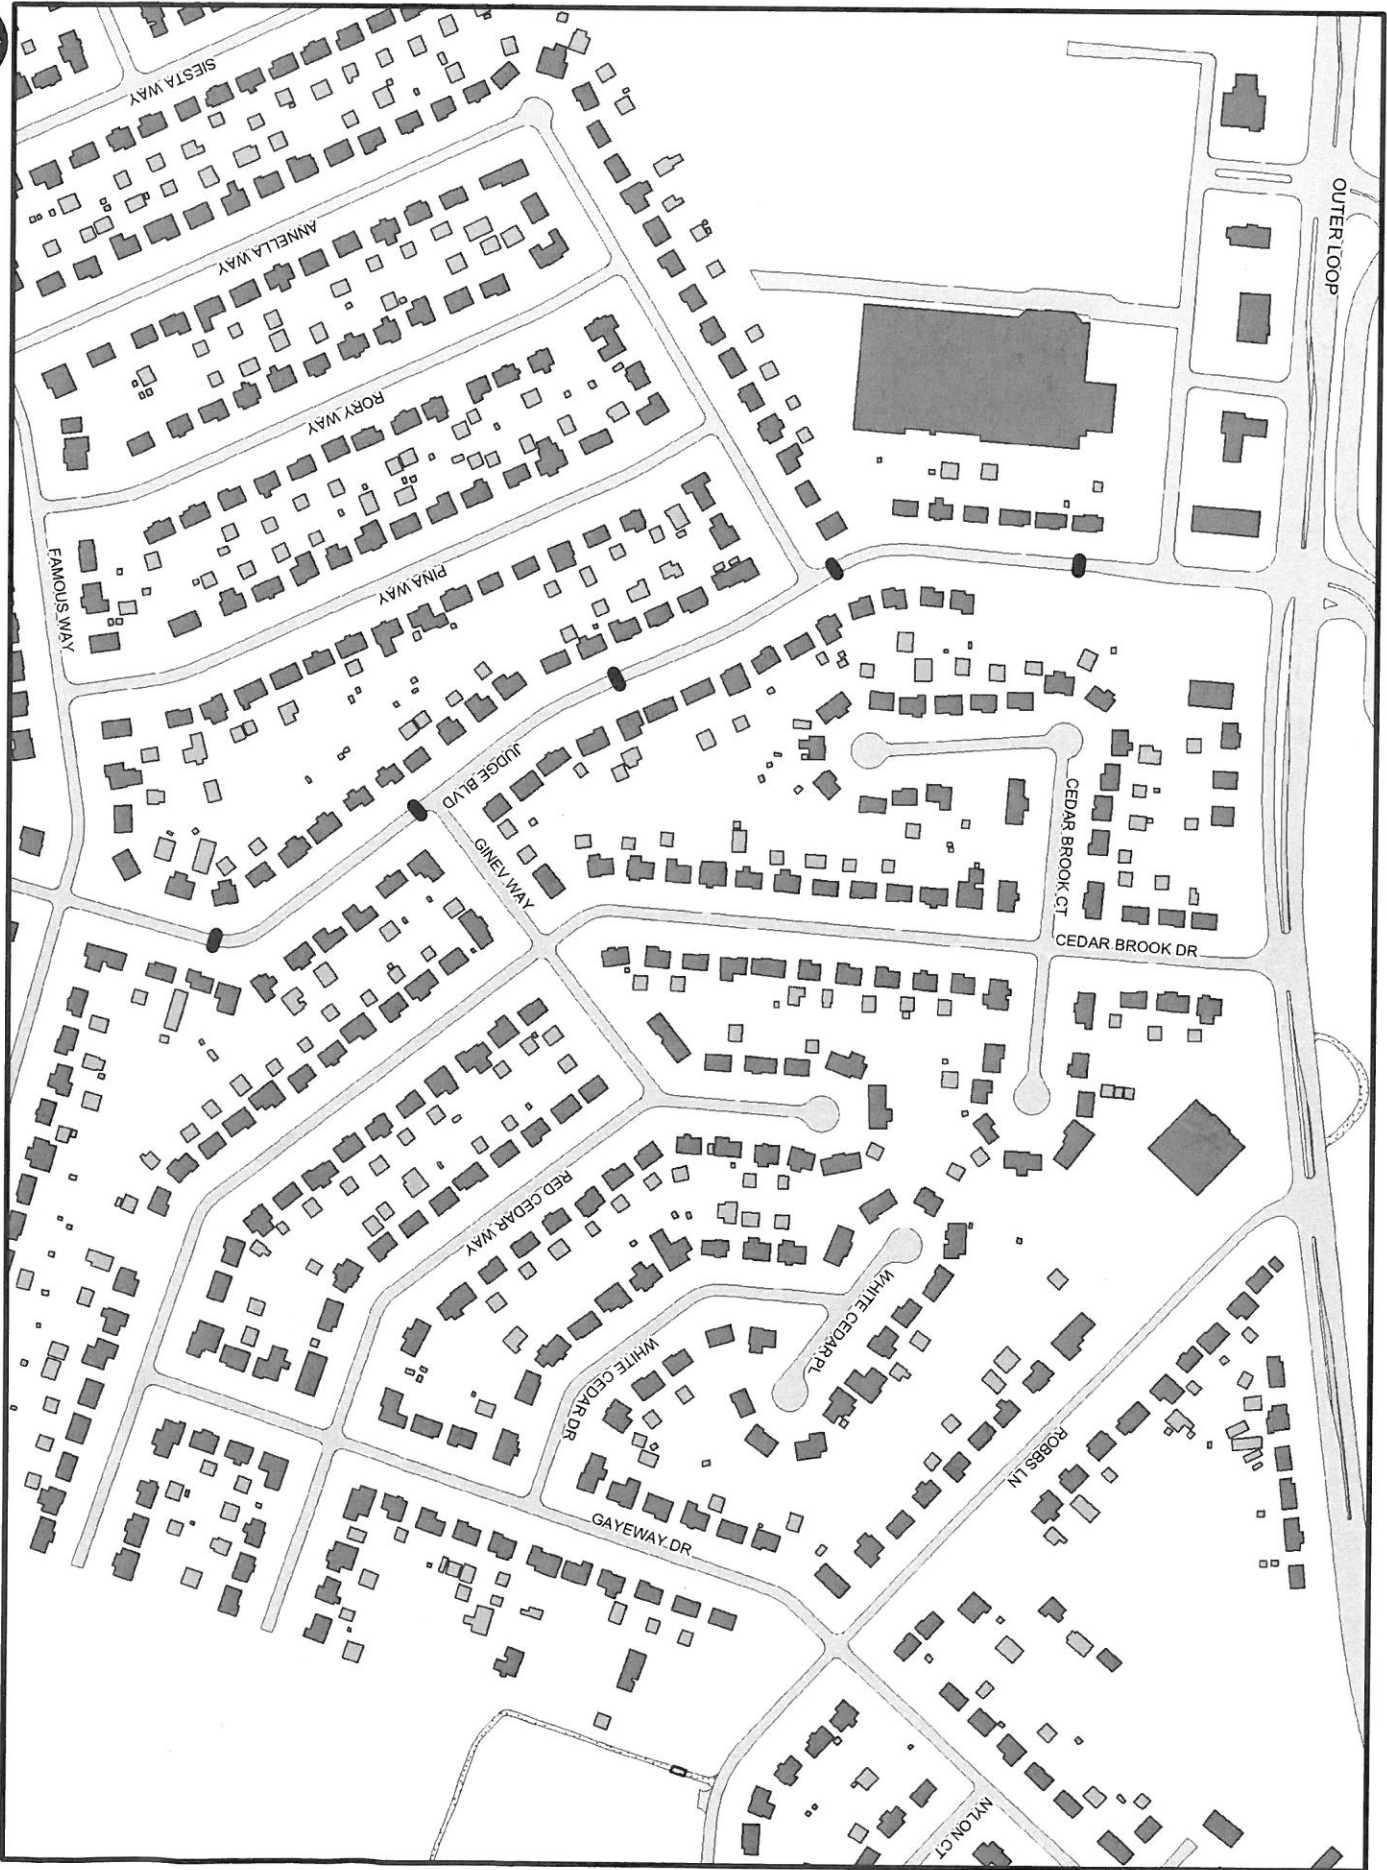 SIESTA WAY
OUTER LOOP
ANNELLA WAY
RORY WAY
FAMOUS WAY
PINA WAY
JUDGE BLVD
GINEV WAY
CEDAR BROOK CT
CEDAR BROOK DR
RED CEDAR WAY
WHITE CEDAR PL
WHITE CEDAR DR
ROBBS LN
GAYEWAY DR
NYLON CT